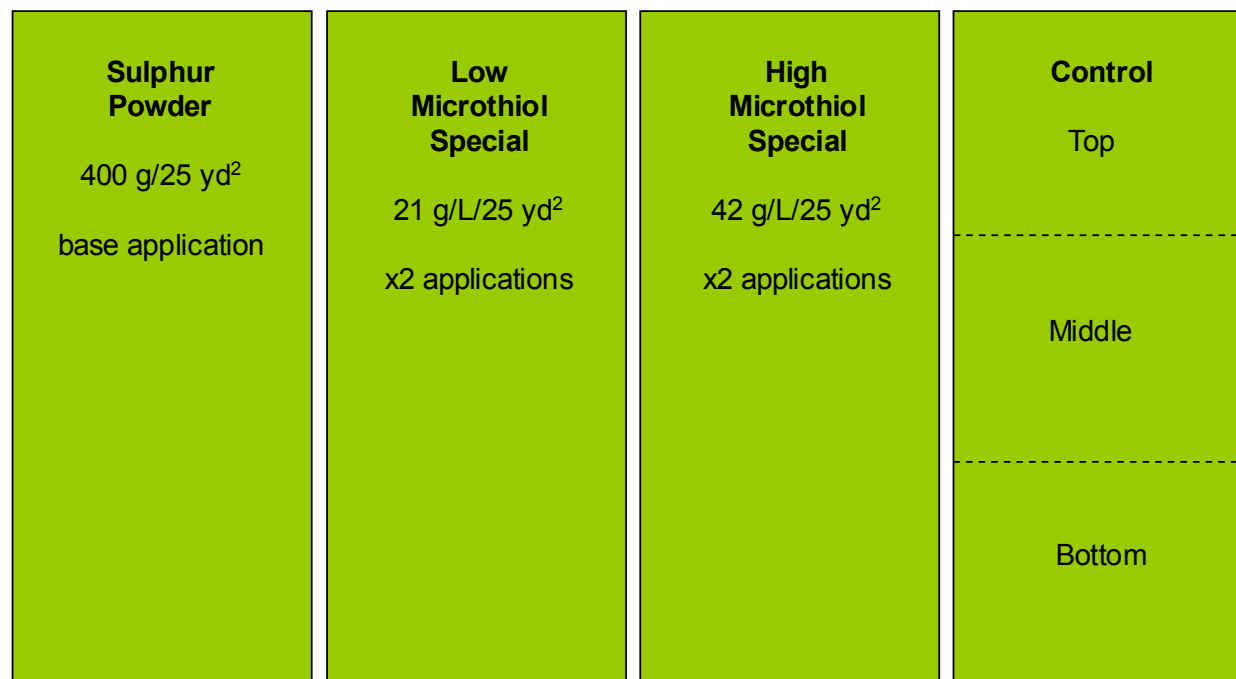 Sulphur
Powder
400 g/25 yd²
base application
Low
Microthiol
Special
21 g/L/25 yd²
x2 applications
High
Microthiol
Special
42 g/L/25 yd²
x2 applications
Control
Top
Middle
Bottom